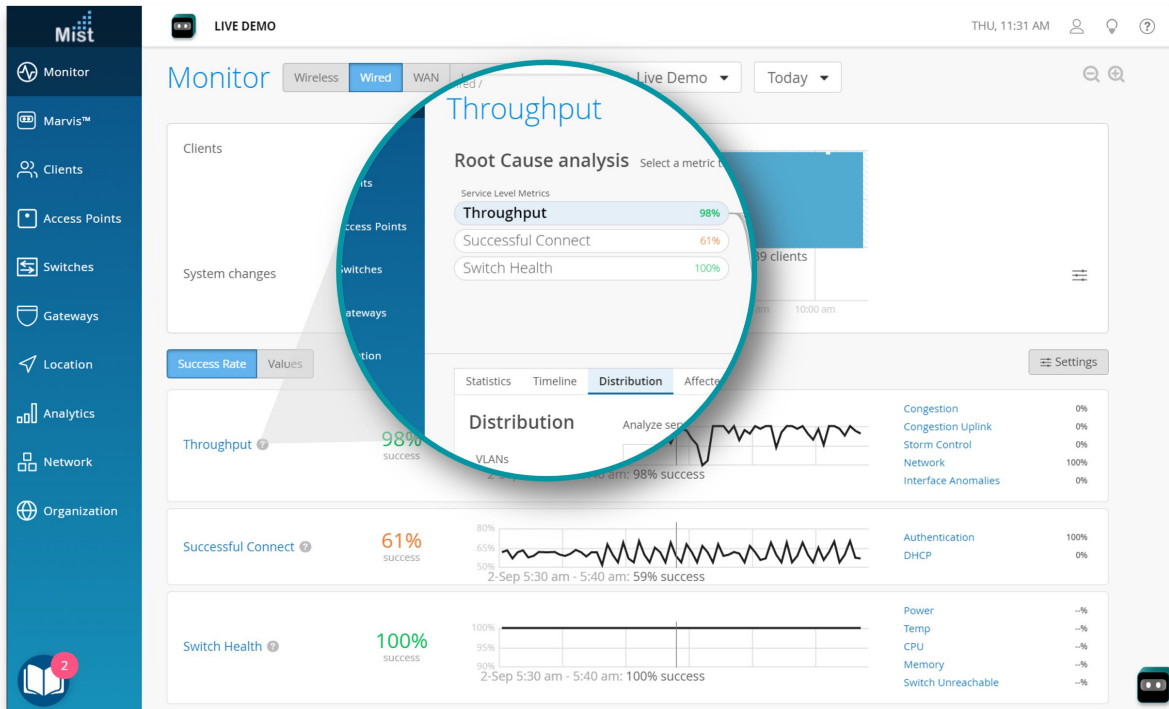 Mist
LIVE DEMO
THU, 11:31 AM
Monitor
Marvis™
Clients
Access Points
Switches
Gateways
Location
Analytics
Network
Organization
2
Monitor
Wireless
Wired
WAN
Live Demo
Today
Clients
39 clients
System changes
10:00 am
Throughput
Root Cause analysis
Select a metric
Service Level Metrics
Throughput 98%
Successful Connect 61%
Switch Health 100%
Access Points
Switches
Gateways
Statistics
Timeline
Distribution
Distribution
VLANs
Success Rate
Values
Settings
Throughput
98%
success
98% success
Congestion 0%
Congestion Uplink 0%
Storm Control 0%
Network 100%
Interface Anomalies 0%
Successful Connect
61%
success
80%
65%
50%
2-Sep 5:30 am - 5:40 am: 59% success
Authentication 100%
DHCP 0%
Switch Health
100%
success
100%
95%
90%
2-Sep 5:30 am - 5:40 am: 100% success
Power --%
Temp --%
CPU --%
Memory --%
Switch Unreachable --%